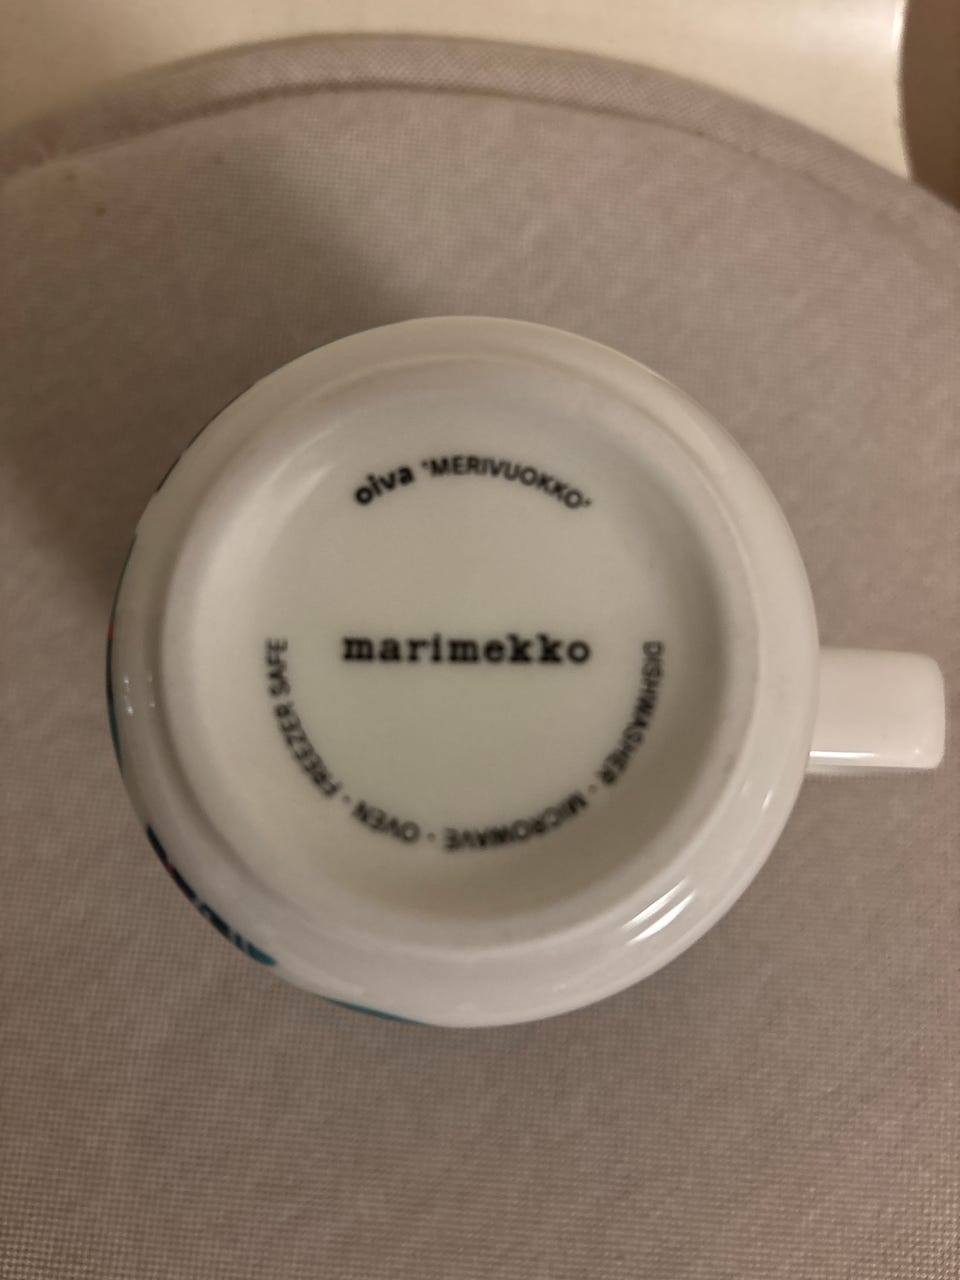 oiva "MERIVUOKKO"
marimekko
DISHWASHER · MICROWAVE · OVEN · FREEZER SAFE